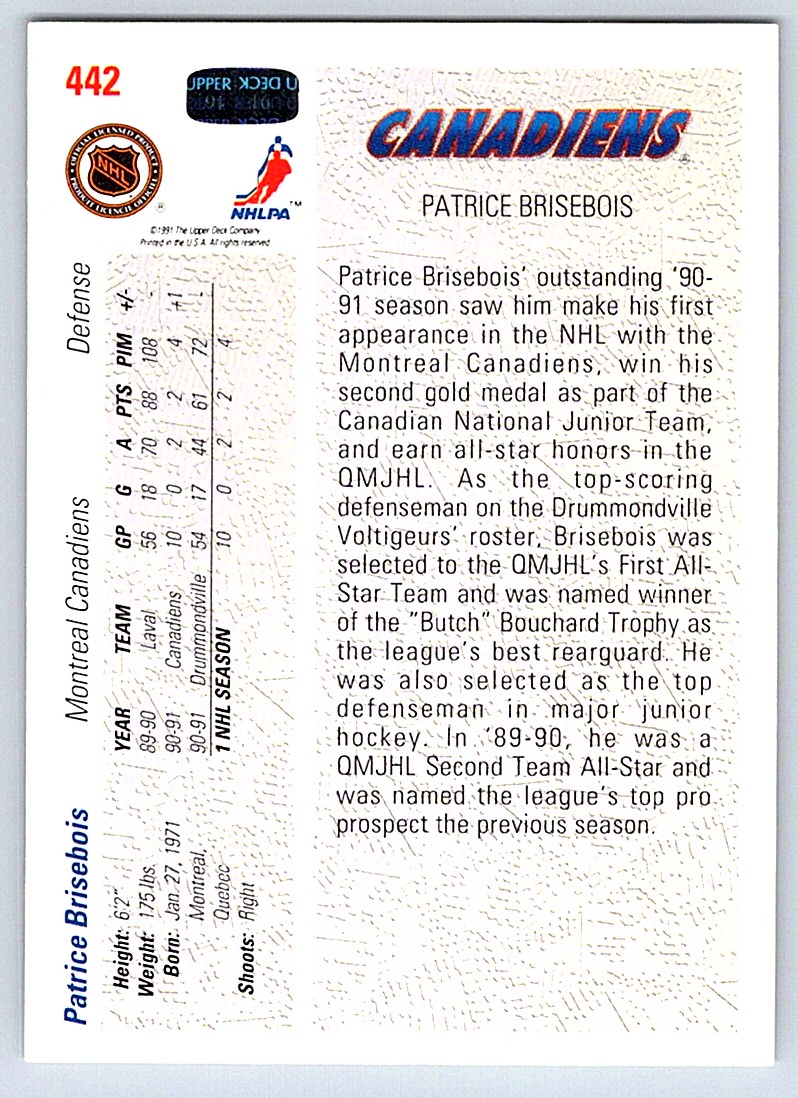 442
UPPER DECK U
OFFICIAL LICENSED PRODUCT
NHL
PRODUIT LICENCIE OFFICIEL
®
NHLPA™
©1991 The Upper Deck Company
Printed in the U.S.A. All rights reserved
CANADIENS®
PATRICE BRISEBOIS
Patrice Brisebois' outstanding '90-
91 season saw him make his first
appearance in the NHL with the
Montreal Canadiens, win his
second gold medal as part of the
Canadian National Junior Team,
and earn all-star honors in the
QMJHL. As the top-scoring
defenseman on the Drummondville
Voltigeurs' roster, Brisebois was
selected to the QMJHL's First All-
Star Team and was named winner
of the "Butch" Bouchard Trophy as
the league's best rearguard. He
was also selected as the top
defenseman in major junior
hockey. In '89-90, he was a
QMJHL Second Team All-Star and
was named the league's top pro
prospect the previous season.
Patrice Brisebois Montreal Canadiens Defense
Height: 6'2"
Weight: 175 lbs.
Born: Jan. 27, 1971
Montreal,
Quebec
Shoots: Right
YEAR TEAM GP G A PTS PIM +/-
89-90 Laval 56 18 70 88 108 -
90-91 Canadiens 10 0 2 2 4 +1
90-91 Drummondville 54 17 44 61 72 -
1 NHL SEASON 10 0 2 2 4